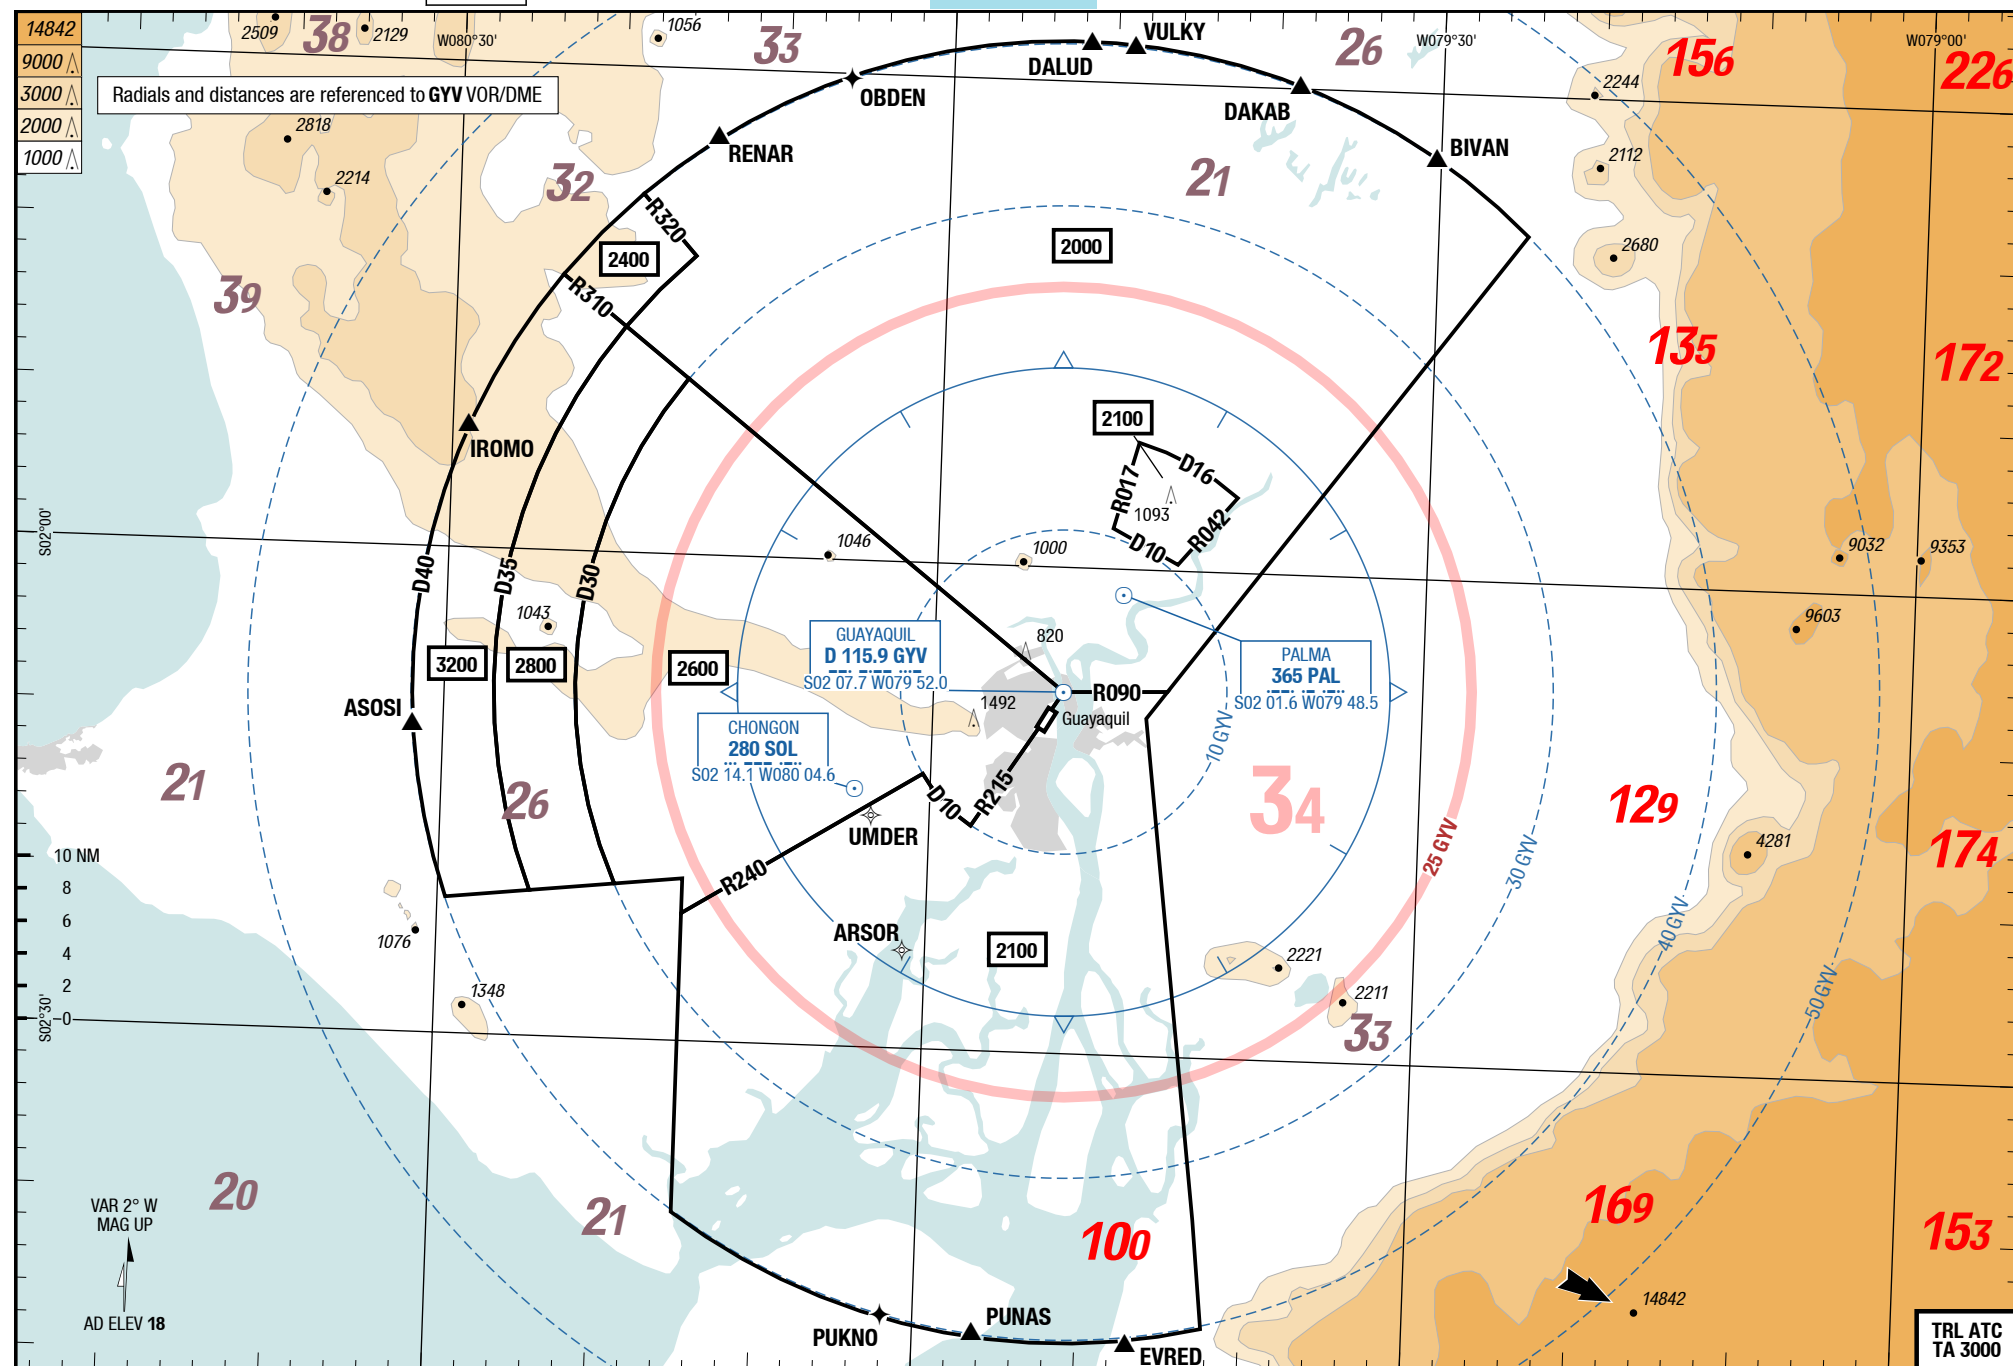 14842
9000
3000
2000
1000
2509
38
2129
W080°30'
1056
33
VULKY
DALUD
26
W079°30'
156
W079°00'
226
Radials and distances are referenced to GYV VOR/DME
OBDEN
DAKAB
2244
2818
RENAR
BIVAN
2112
2214
32
21
R320
2400
2000
2680
39
R310
135
172
IROMO
2100
D16
R017
1093
R042
D10
S02°00'
1046
1000
9032
9353
D40
D35
D30
1043
9603
GUAYAQUIL
D 115.9 GYV
S02 07.7 W079 52.0
820
PALMA
365 PAL
S02 01.6 W079 48.5
3200
2800
2600
R090
ASOSI
1492
Guayaquil
CHONGON
280 SOL
S02 14.1 W080 04.6
10 GYV
21
26
D10
R215
34
129
UMDER
25 GYV
4281
174
10 NM
8
6
4
2
0
S02°30'
R240
30 GYV
1076
ARSOR
2100
2221
40 GYV
1348
2211
33
50 GYV
20
21
100
169
153
VAR 2° W
MAG UP
14842
AD ELEV 18
PUKNO
PUNAS
EVRED
TRL ATC
TA 3000